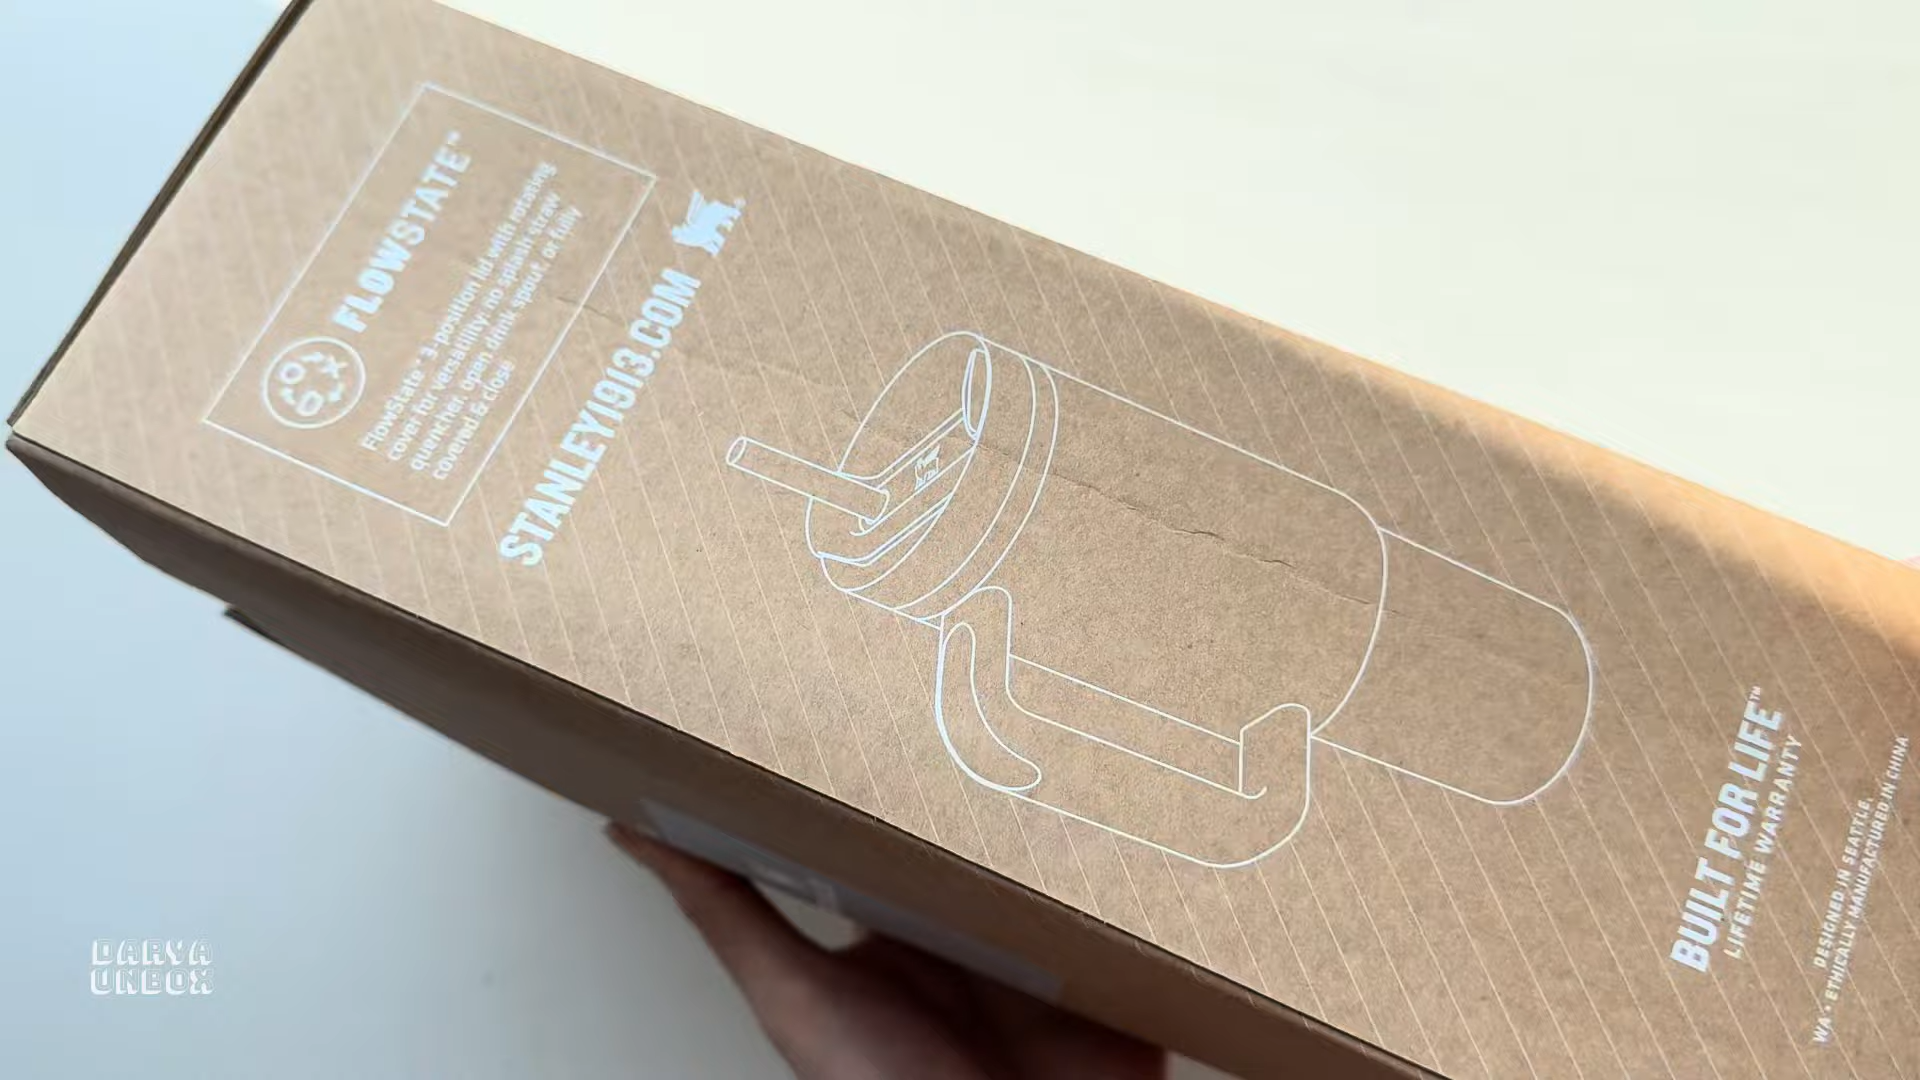 FLOWSTATE™
FlowState™ 3-position lid with rotating
cover for versatility: no splash straw
quencher, open drink spout, or fully
covered & close
STANLEY1913.COM
BUILT FOR LIFE™
LIFETIME WARRANTY
DESIGNED IN SEATTLE,
WA • ETHICALLY MANUFACTURED IN CHINA
DARYA
UNBOX